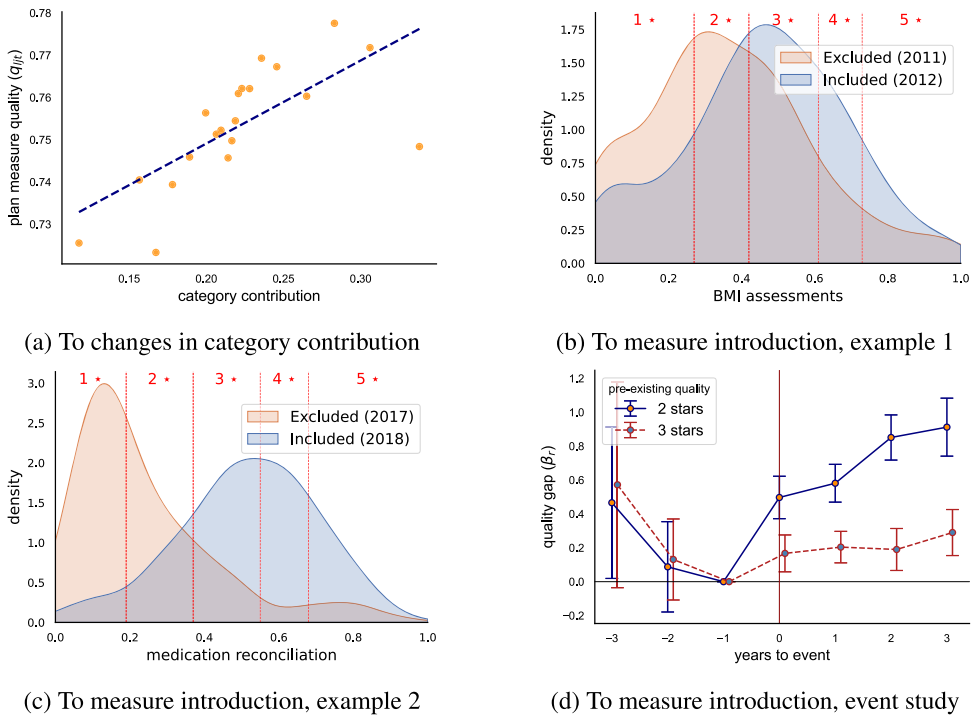 0.78
0.77
0.76
0.75
0.74
0.73
plan measure quality (q_ljt)
0.15 0.20 0.25 0.30
category contribution
(a) To changes in category contribution
1 ⋆ 2 ⋆ 3 ⋆ 4 ⋆ 5 ⋆
Excluded (2011)
Included (2012)
1.75
1.50
1.25
1.00
0.75
0.50
0.25
0.00
density
0.0 0.2 0.4 0.6 0.8 1.0
BMI assessments
(b) To measure introduction, example 1
1 ⋆ 2 ⋆ 3 ⋆ 4 ⋆ 5 ⋆
Excluded (2017)
Included (2018)
3.0
2.5
2.0
1.5
1.0
0.5
0.0
density
0.0 0.2 0.4 0.6 0.8 1.0
medication reconciliation
(c) To measure introduction, example 2
pre-existing quality
2 stars
3 stars
1.2
1.0
0.8
0.6
0.4
0.2
0.0
−0.2
quality gap (β_r)
−3 −2 −1 0 1 2 3
years to event
(d) To measure introduction, event study